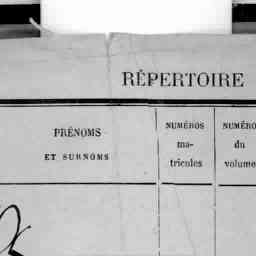 RÉPERTOIRE
PRÉNOMS
ET SURNOMS
NUMÉROS
ma-
tricules
NUMÉRO
du
volume